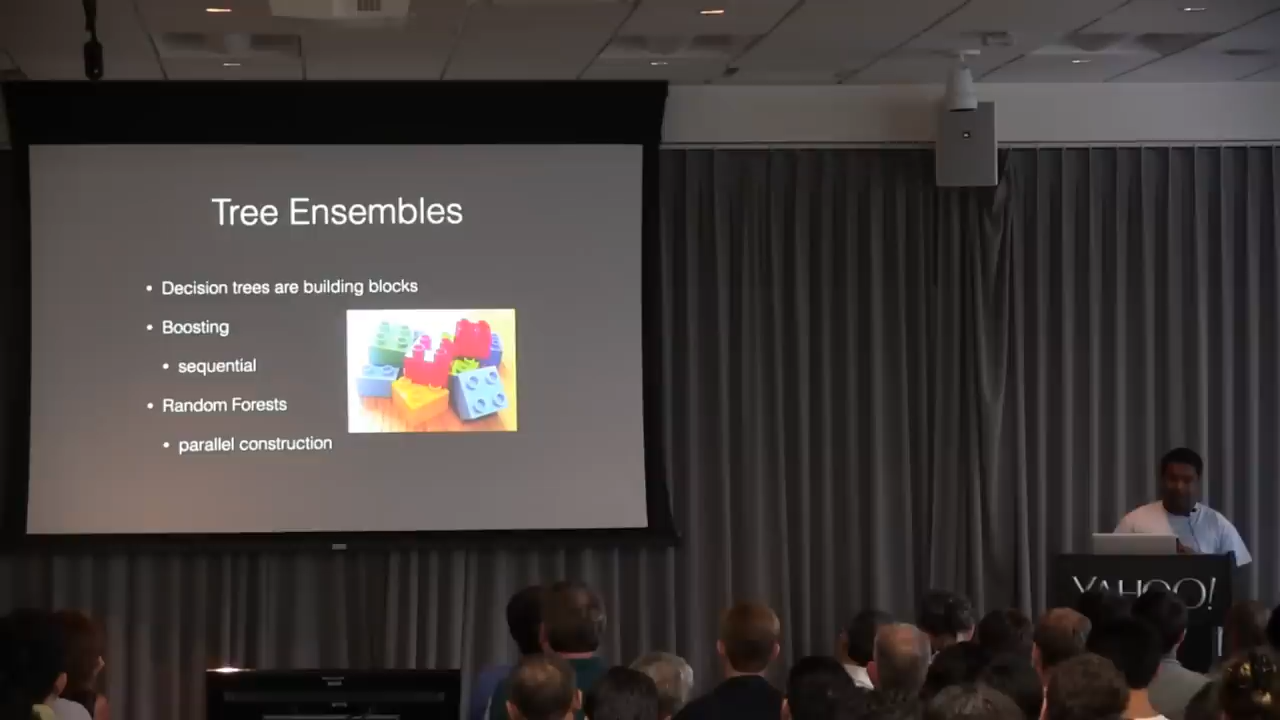 Tree Ensembles
• Decision trees are building blocks
• Boosting
• sequential
• Random Forests
• parallel construction
YAHOO!